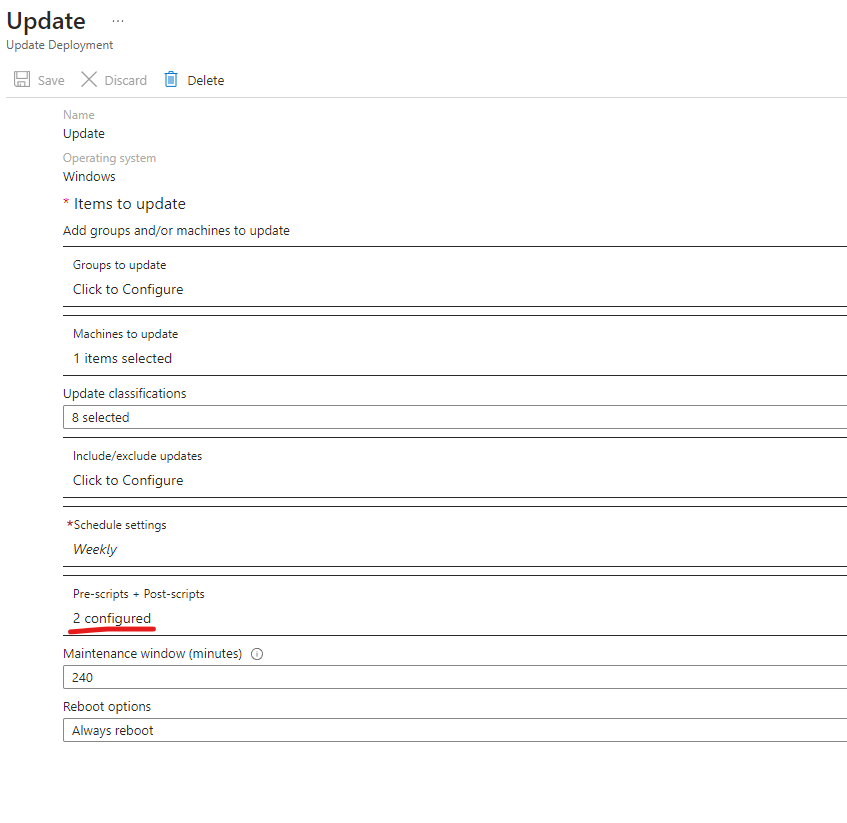 Update ...
Update Deployment
Save Discard Delete
Name
Update
Operating system
Windows
* Items to update
Add groups and/or machines to update
Groups to update
Click to Configure
Machines to update
1 items selected
Update classifications
8 selected
Include/exclude updates
Click to Configure
*Schedule settings
Weekly
Pre-scripts + Post-scripts
2 configured
Maintenance window (minutes)
240
Reboot options
Always reboot